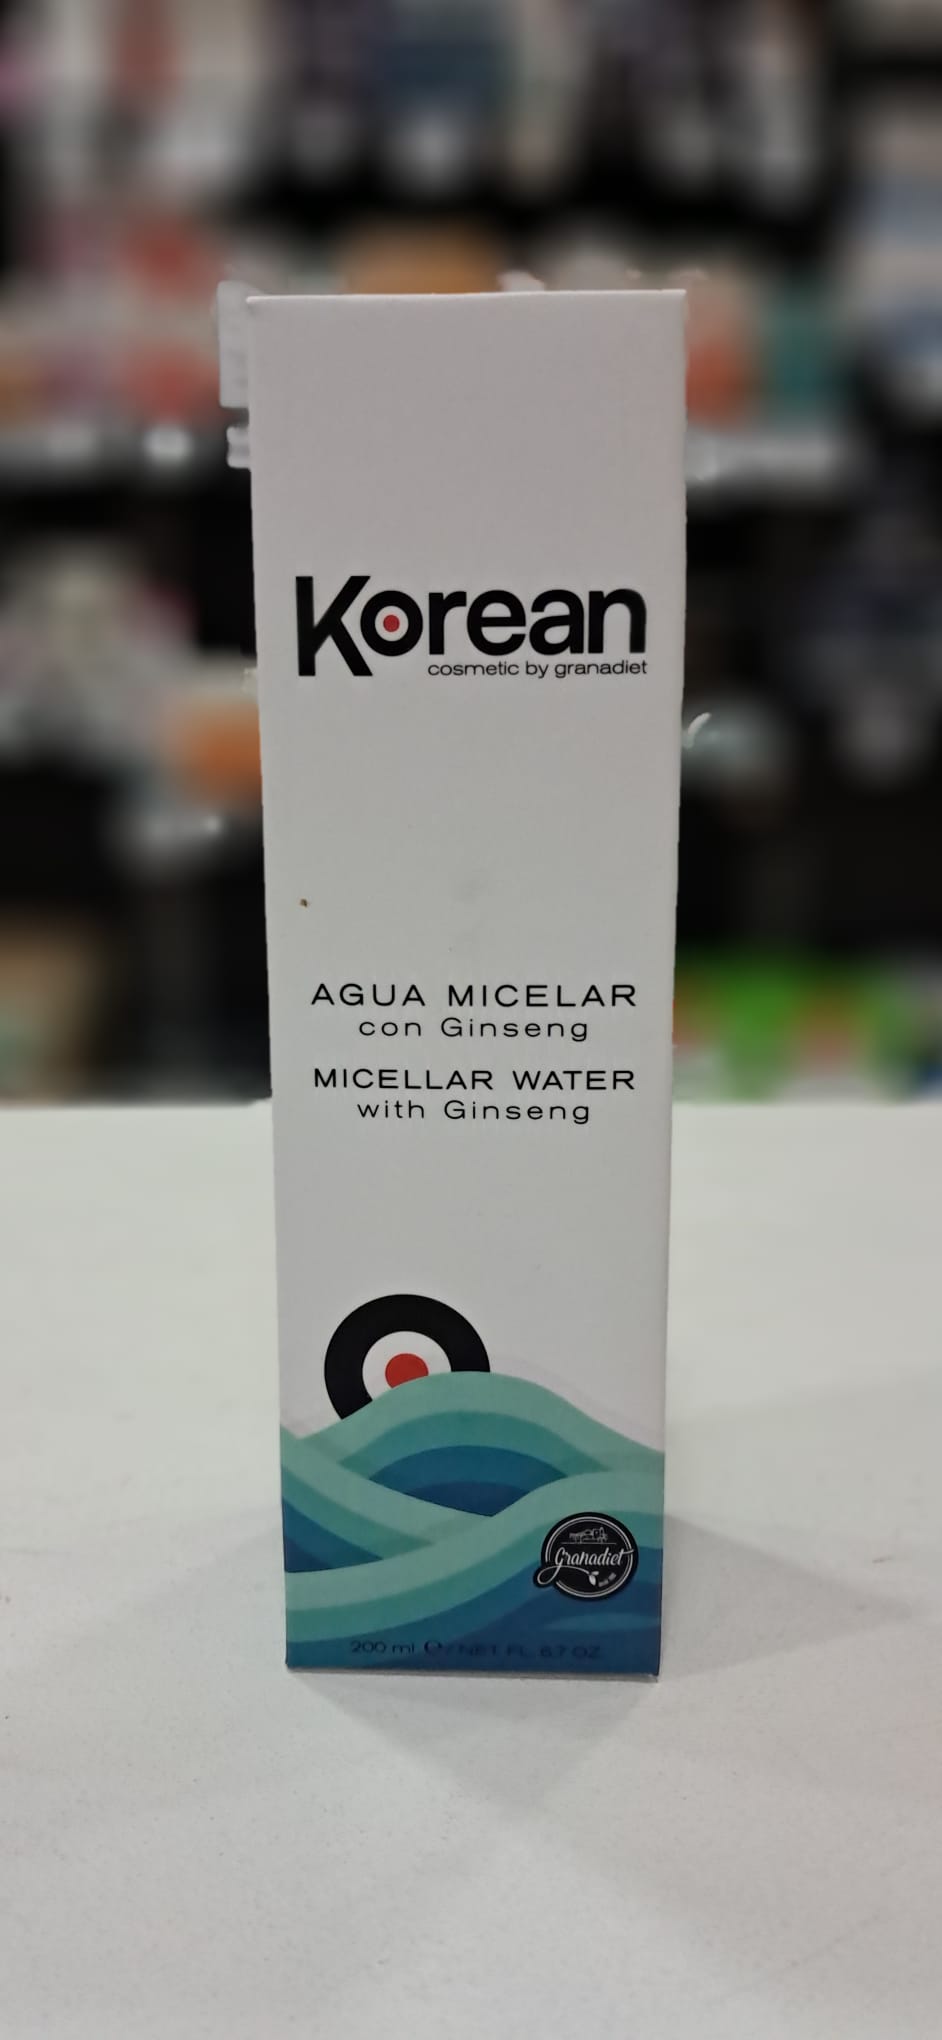 Korean
cosmetic by granadiet
AGUA MICELAR
con Ginseng
MICELLAR WATER
with Ginseng
Granadiet
200 ml ℮ / NET. FL. 6.7 OZ.